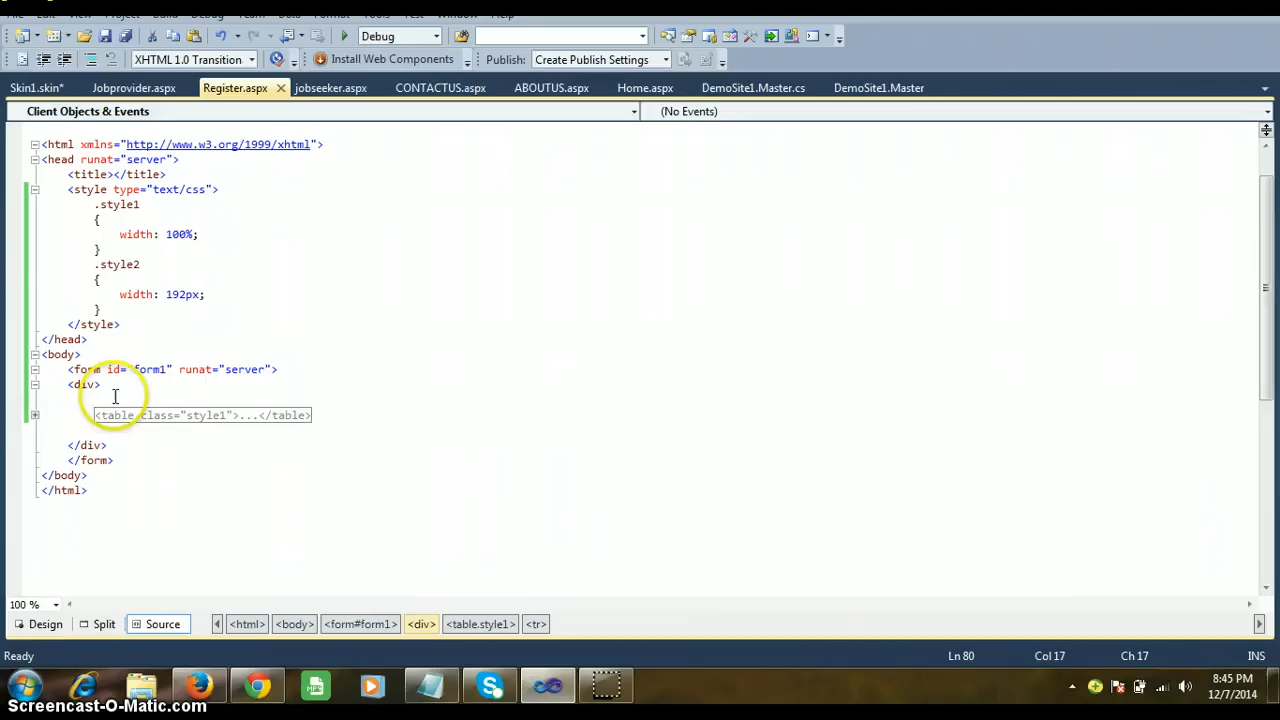 Debug
XHTML 1.0 Transition
Install Web Components
Publish: Create Publish Settings
Skin1.skin* Jobprovider.aspx Register.aspx jobseeker.aspx CONTACTUS.aspx ABOUTUS.aspx Home.aspx DemoSite1.Master.cs DemoSite1.Master
Client Objects & Events (No Events)
<html xmlns="http://www.w3.org/1999/xhtml">
<head runat="server">
<title></title>
<style type="text/css">
.style1
{
width: 100%;
}
.style2
{
width: 192px;
}
</style>
</head>
<body>
<form id="form1" runat="server">
<div>
<table class="style1">...</table>
</div>
</form>
</body>
</html>
100 %
Design Split Source <html> <body> <form#form1> <div> <table.style1> <tr>
Ready Ln 80 Col 17 Ch 17 INS
8:45 PM
12/7/2014
Screencast-O-Matic.com